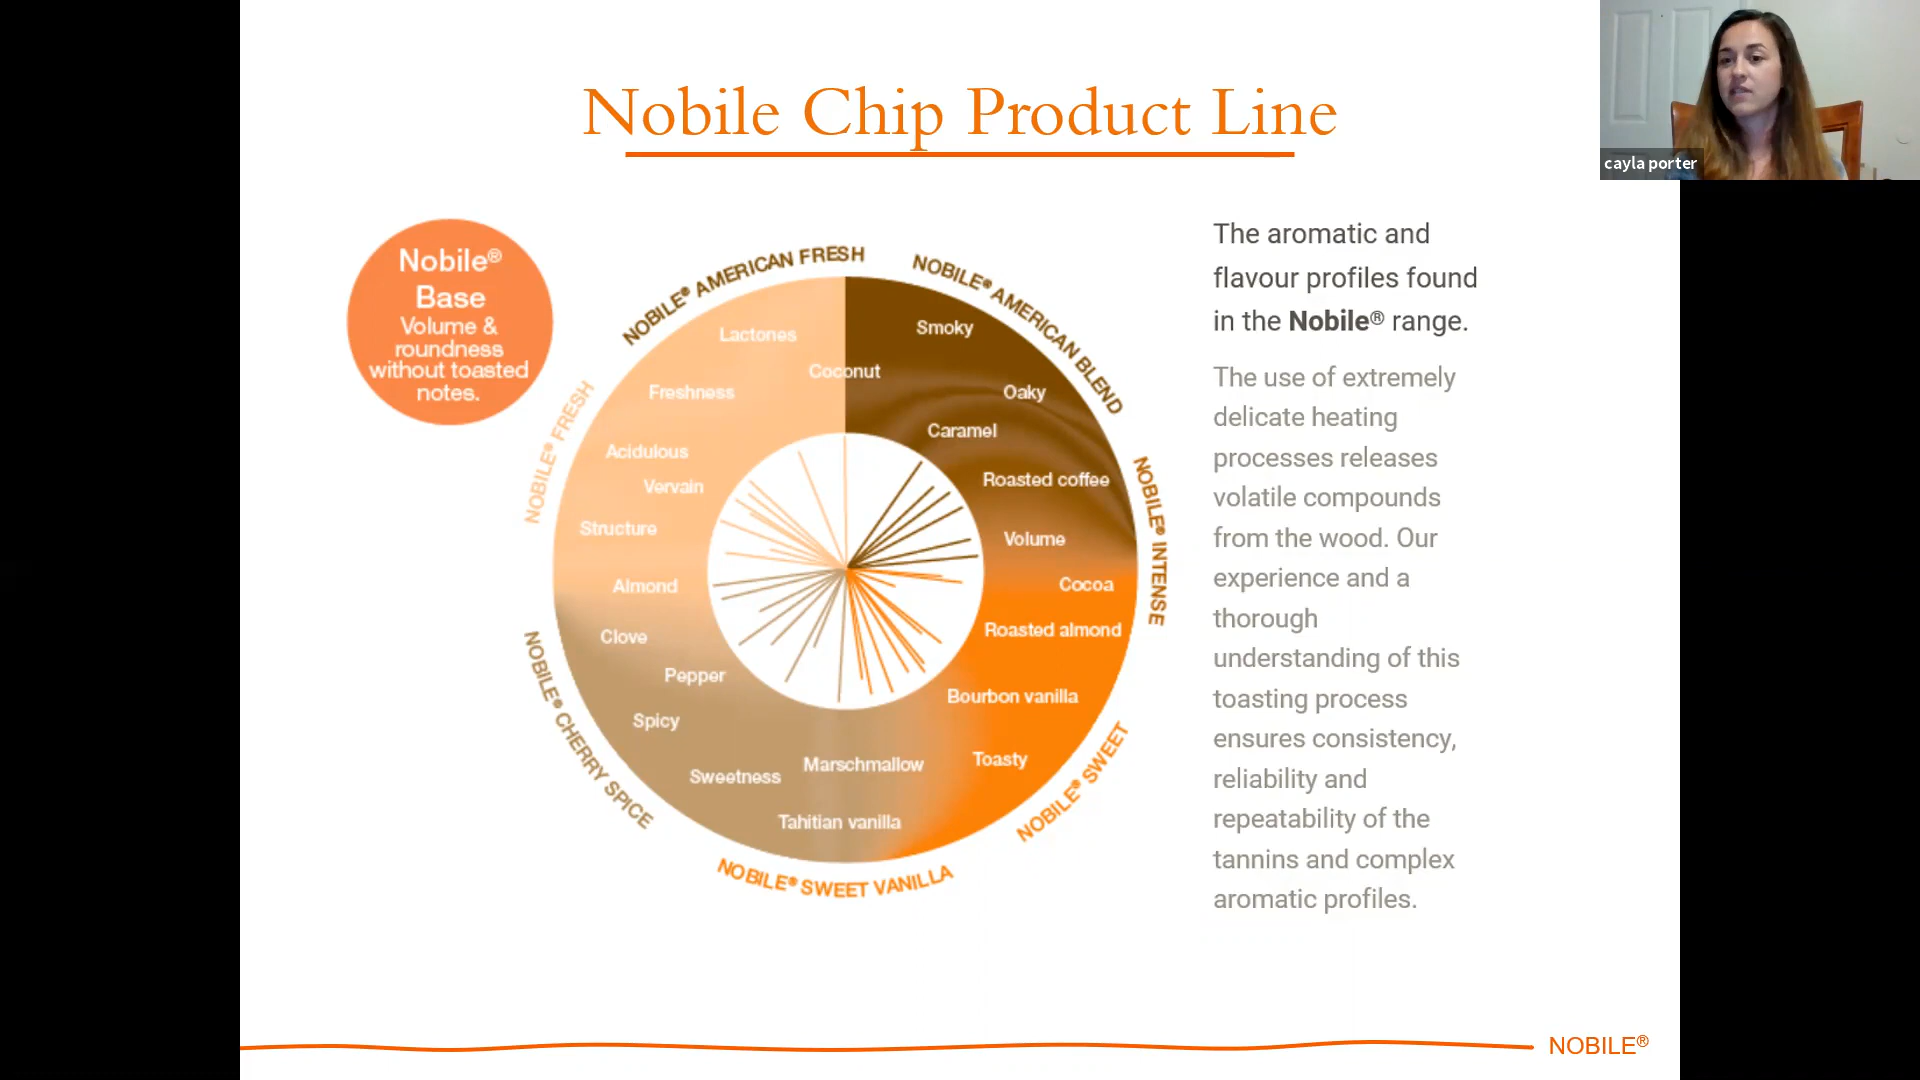 Nobile Chip Product Line
cayla porter
Nobile®
Base
Volume &
roundness
without toasted
notes.
NOBILE® AMERICAN FRESH
NOBILE® AMERICAN BLEND
NOBILE® INTENSE
NOBILE® SWEET
NOBILE® SWEET VANILLA
NOBILE® CHERRY SPICE
NOBILE® FRESH
Lactones
Coconut
Freshness
Acidulous
Vervain
Structure
Almond
Clove
Pepper
Spicy
Sweetness
Marschmallow
Tahitian vanilla
Smoky
Oaky
Caramel
Roasted coffee
Volume
Cocoa
Roasted almond
Bourbon vanilla
Toasty
The aromatic and
flavour profiles found
in the Nobile® range.
The use of extremely
delicate heating
processes releases
volatile compounds
from the wood. Our
experience and a
thorough
understanding of this
toasting process
ensures consistency,
reliability and
repeatability of the
tannins and complex
aromatic profiles.
NOBILE®